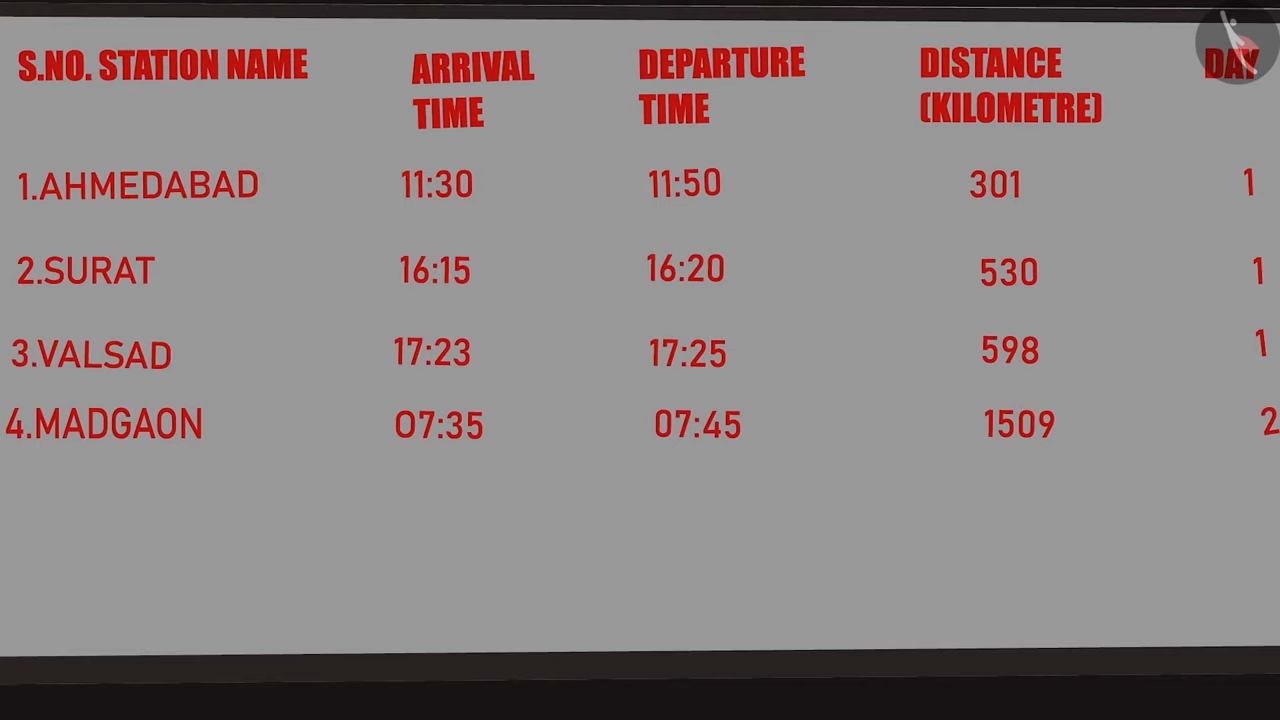 S.NO. STATION NAME ARRIVAL TIME DEPARTURE TIME DISTANCE (KILOMETRE) DAY
1.AHMEDABAD 11:30 11:50 301 1
2.SURAT 16:15 16:20 530 1
3.VALSAD 17:23 17:25 598 1
4.MADGAON 07:35 07:45 1509 2